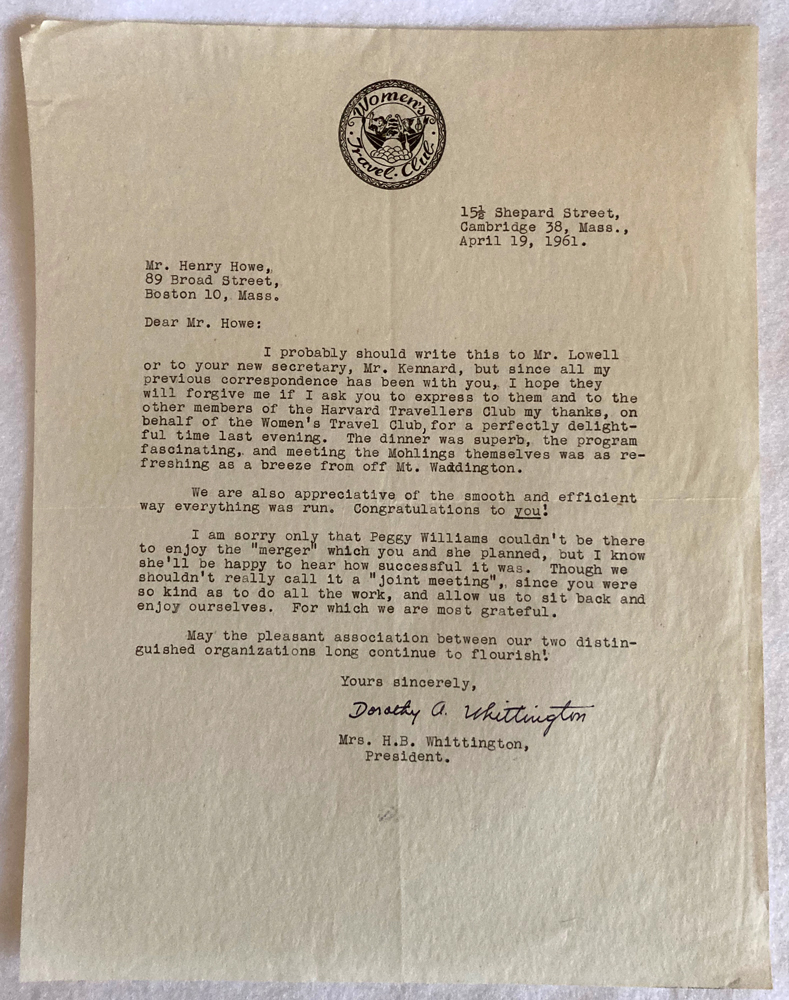 Women's
Travel. Club.
15½ Shepard Street,
Cambridge 38, Mass.,
April 19, 1961.
Mr. Henry Howe,
89 Broad Street,
Boston 10, Mass.
Dear Mr. Howe:
I probably should write this to Mr. Lowell
or to your new secretary, Mr. Kennard, but since all my
previous correspondence has been with you, I hope they
will forgive me if I ask you to express to them and to the
other members of the Harvard Travellers Club my thanks, on
behalf of the Women's Travel Club, for a perfectly delight-
ful time last evening. The dinner was superb, the program
fascinating, and meeting the Mohlings themselves was as re-
freshing as a breeze from off Mt. Waddington.
We are also appreciative of the smooth and efficient
way everything was run. Congratulations to you!
I am sorry only that Peggy Williams couldn't be there
to enjoy the "merger" which you and she planned, but I know
she'll be happy to hear how successful it was. Though we
shouldn't really call it a "joint meeting", since you were
so kind as to do all the work, and allow us to sit back and
enjoy ourselves. For which we are most grateful.
May the pleasant association between our two distin-
guished organizations long continue to flourish!
Yours sincerely,
Dorothy A. Whittington
Mrs. H.B. Whittington,
President.